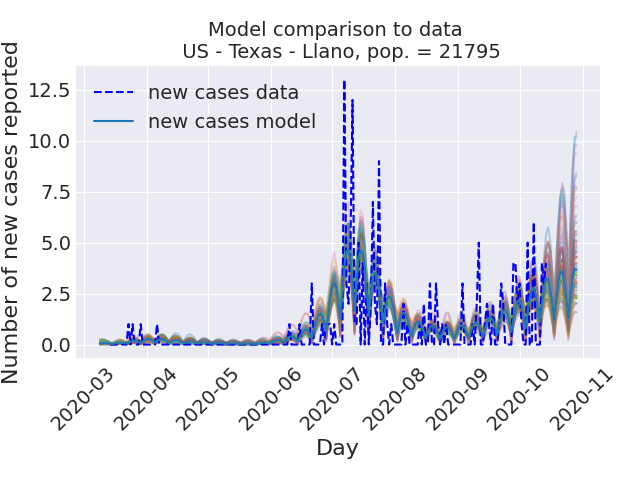 Model comparison to data
US - Texas - Llano, pop. = 21795
Number of new cases reported
12.5
10.0
7.5
5.0
2.5
0.0
new cases data
new cases model
2020-03
2020-04
2020-05
2020-06
2020-07
2020-08
2020-09
2020-10
2020-11
Day